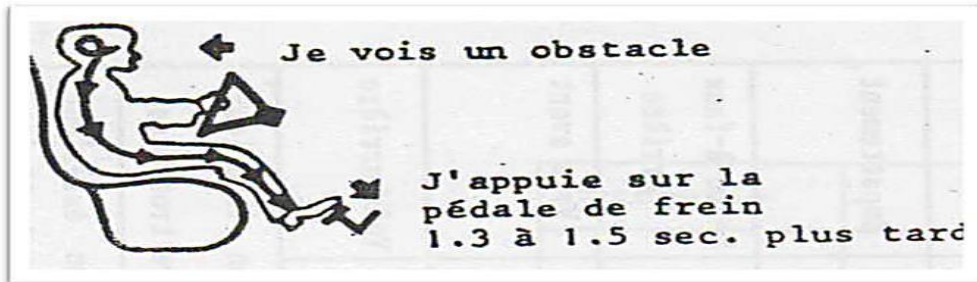 Je vois un obstacle
J'appuie sur la
pédale de frein
1.3 à 1.5 sec. plus tard